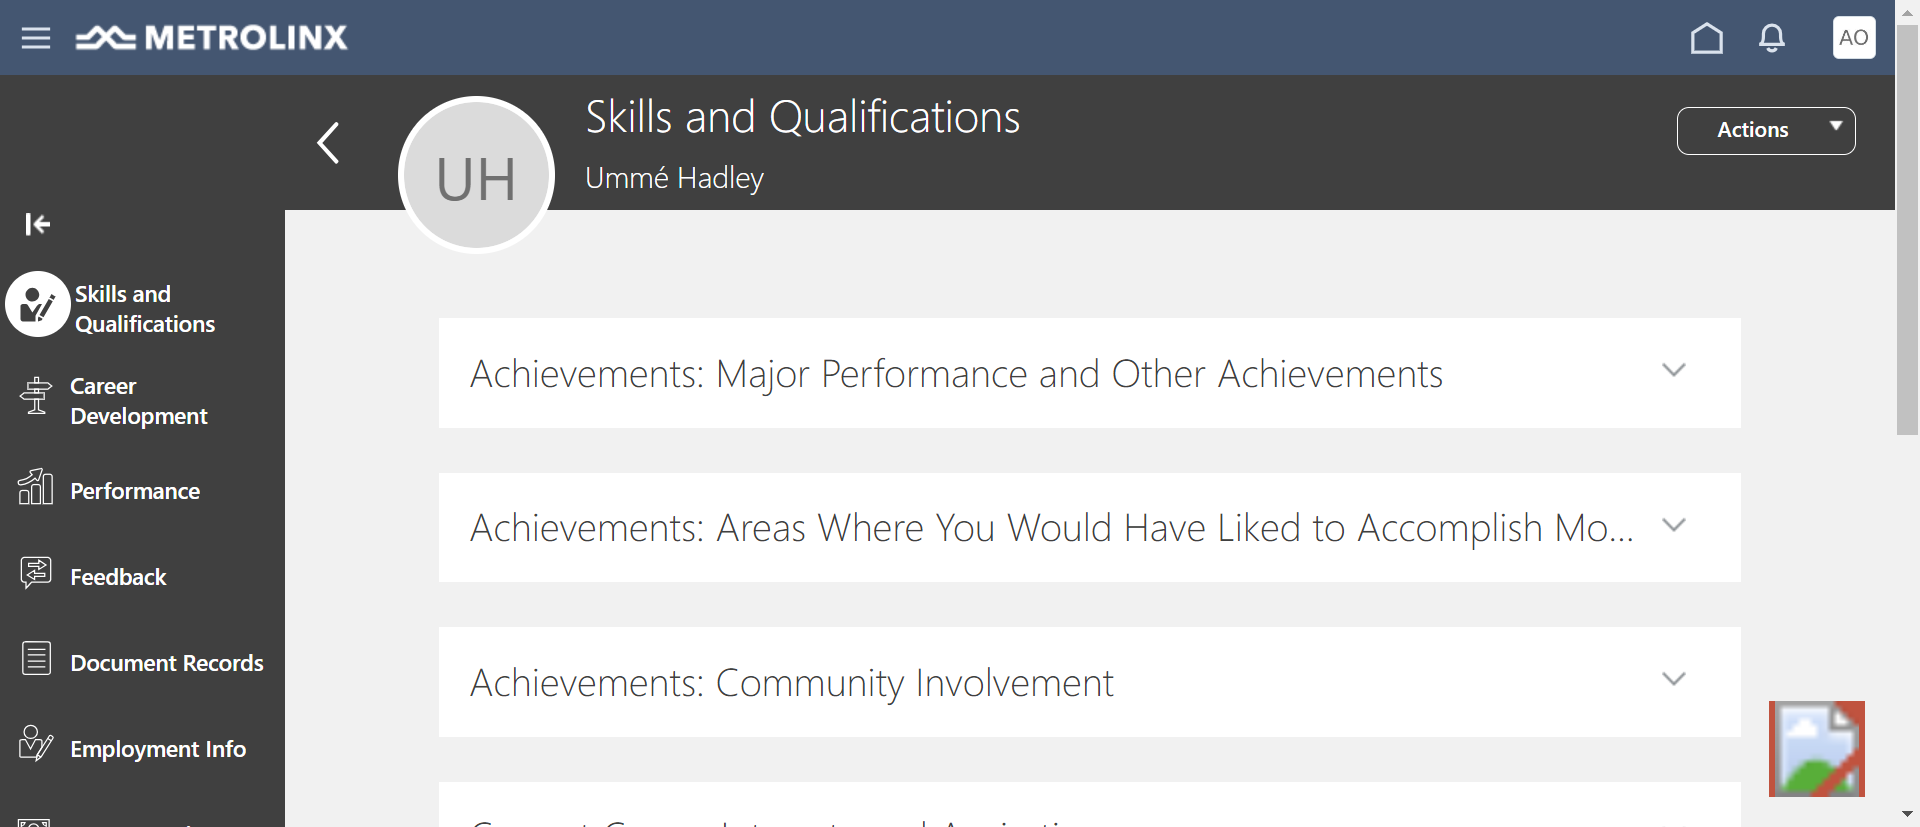 METROLINX
AO
UH
Skills and Qualifications
Ummé Hadley
Actions
Skills and
Qualifications
Career
Development
Performance
Feedback
Document Records
Employment Info
Achievements: Major Performance and Other Achievements
Achievements: Areas Where You Would Have Liked to Accomplish Mo...
Achievements: Community Involvement